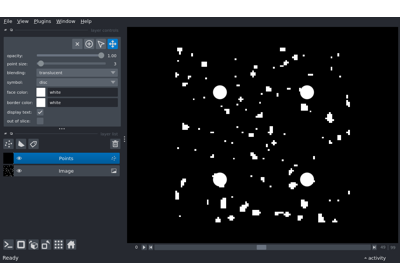 File View Plugins Window Help
opacity: 1.00
point size:
blending: translucent
symbol: disc
face color: white
border color: white
display text:
out of slice:
Points
Image
Ready
activity